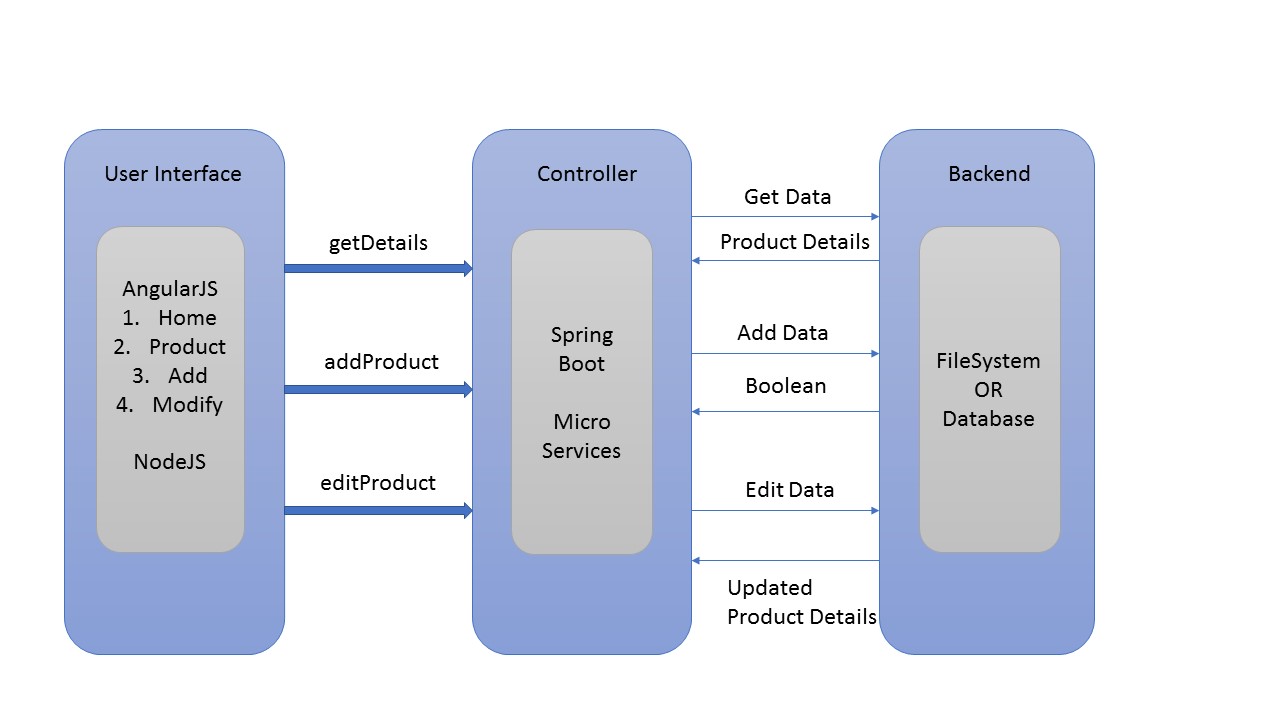 User Interface
AngularJS
1. Home
2. Product
3. Add
4. Modify
NodeJS
getDetails
addProduct
editProduct
Controller
Spring
Boot
Micro
Services
Get Data
Product Details
Add Data
Boolean
Edit Data
Updated
Product Details
Backend
FileSystem
OR
Database